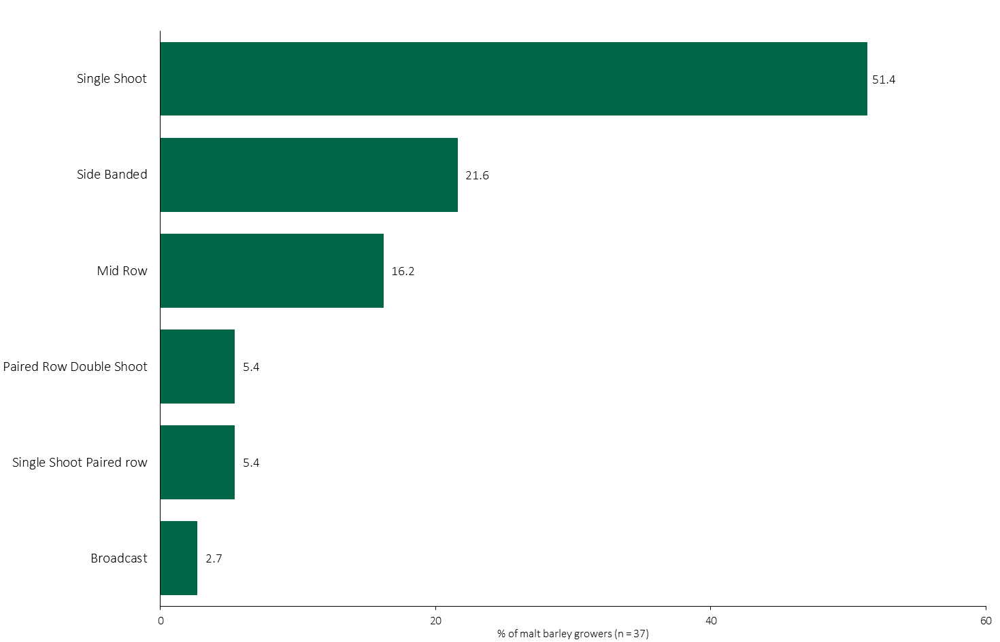 Single Shoot
51.4
Side Banded
21.6
Mid Row
16.2
Paired Row Double Shoot
5.4
Single Shoot Paired row
5.4
Broadcast
2.7
0
20
40
60
% of malt barley growers (n = 37)